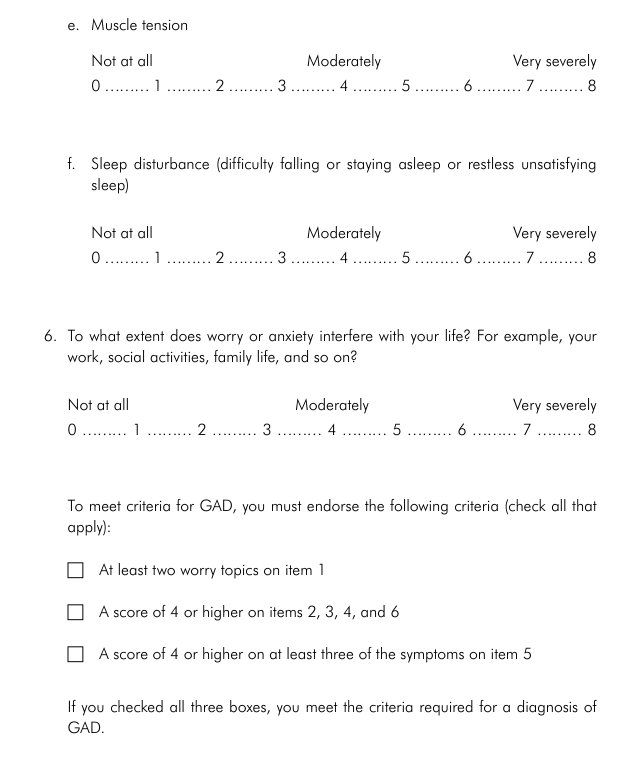 e. Muscle tension
Not at all Moderately Very severely
0 ......... 1 ......... 2 ......... 3 ......... 4 ......... 5 ......... 6 ......... 7 ......... 8
f. Sleep disturbance (difficulty falling or staying asleep or restless unsatisfying
sleep)
Not at all Moderately Very severely
0 ......... 1 ......... 2 ......... 3 ......... 4 ......... 5 ......... 6 ......... 7 ......... 8
6. To what extent does worry or anxiety interfere with your life? For example, your
work, social activities, family life, and so on?
Not at all Moderately Very severely
0 ......... 1 ......... 2 ......... 3 ......... 4 ......... 5 ......... 6 ......... 7 ......... 8
To meet criteria for GAD, you must endorse the following criteria (check all that
apply):
☐ At least two worry topics on item 1
☐ A score of 4 or higher on items 2, 3, 4, and 6
☐ A score of 4 or higher on at least three of the symptoms on item 5
If you checked all three boxes, you meet the criteria required for a diagnosis of
GAD.